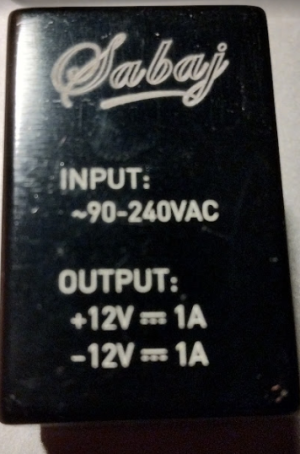 Sabaj
INPUT:
~90-240VAC
OUTPUT:
+12V ⎓ 1A
-12V ⎓ 1A